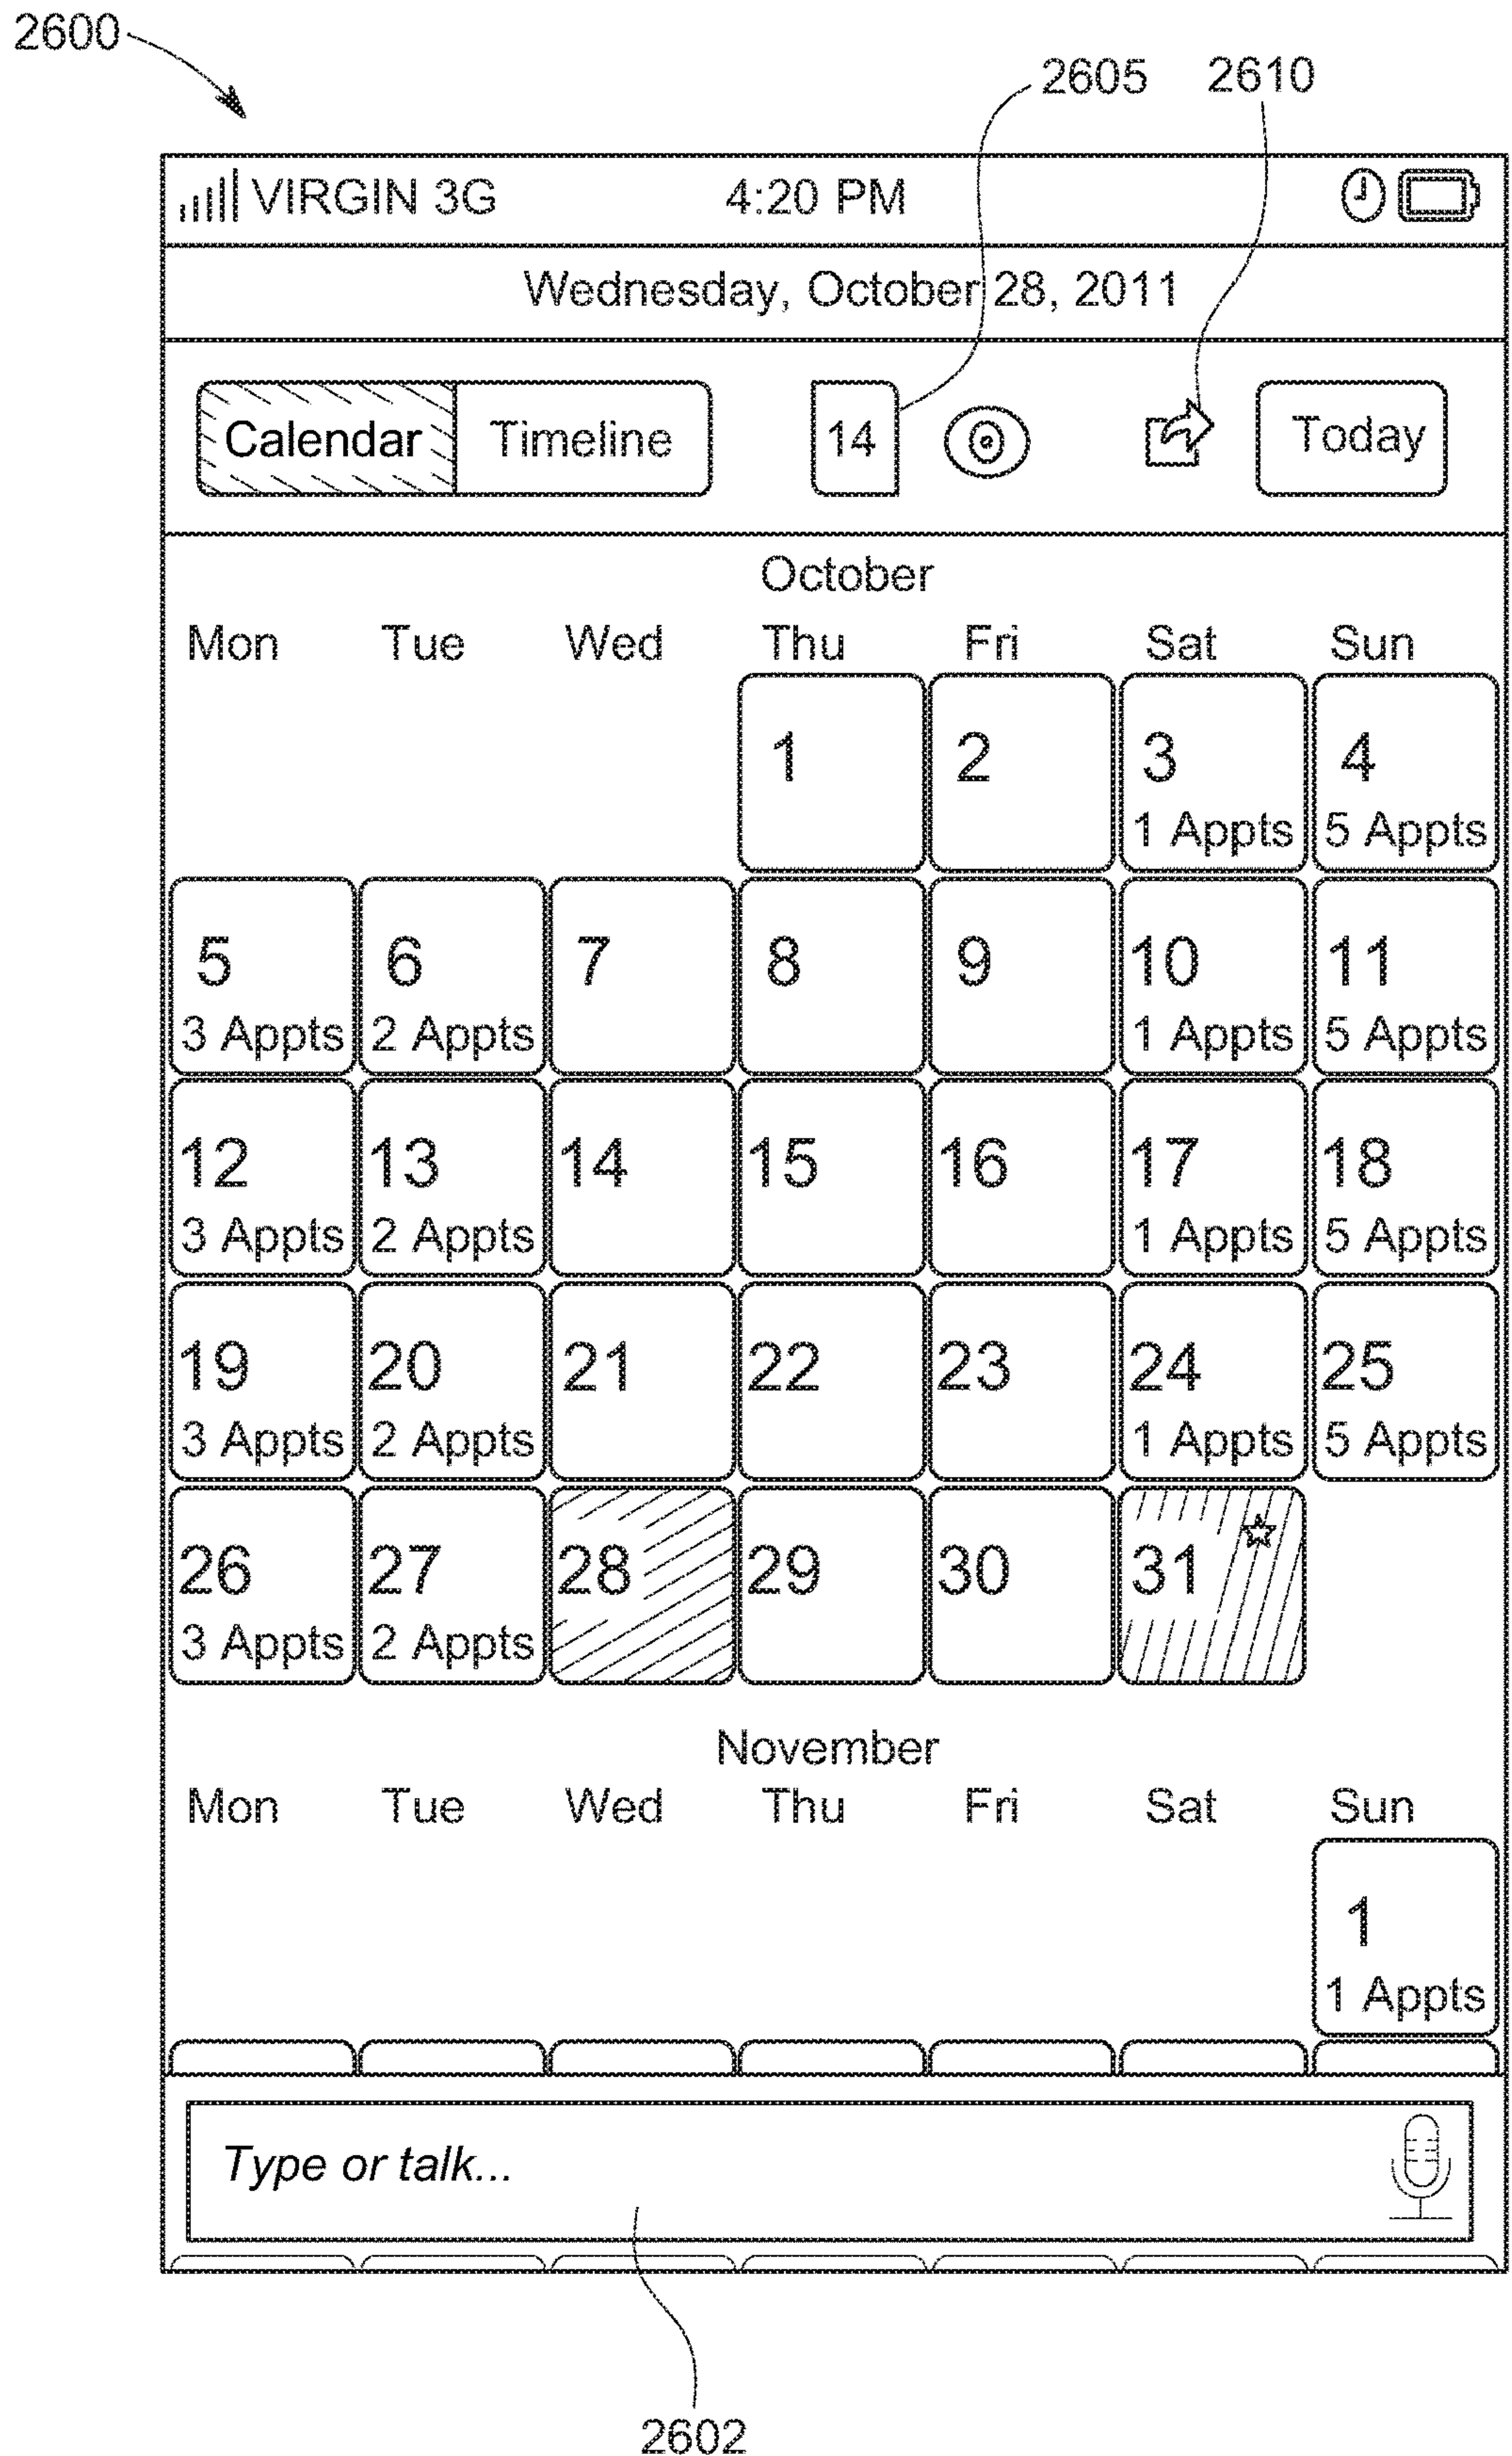 2600
2605 2610
VIRGIN 3G 4:20 PM
Wednesday, October 28, 2011
Calendar Timeline 14 Today
October
Mon Tue Wed Thu Fri Sat Sun
1 2 3 4
1 Appts 5 Appts
5 6 7 8 9 10 11
3 Appts 2 Appts 1 Appts 5 Appts
12 13 14 15 16 17 18
3 Appts 2 Appts 1 Appts 5 Appts
19 20 21 22 23 24 25
3 Appts 2 Appts 1 Appts 5 Appts
26 27 28 29 30 31
3 Appts 2 Appts
November
Mon Tue Wed Thu Fri Sat Sun
1
1 Appts
Type or talk...
2602